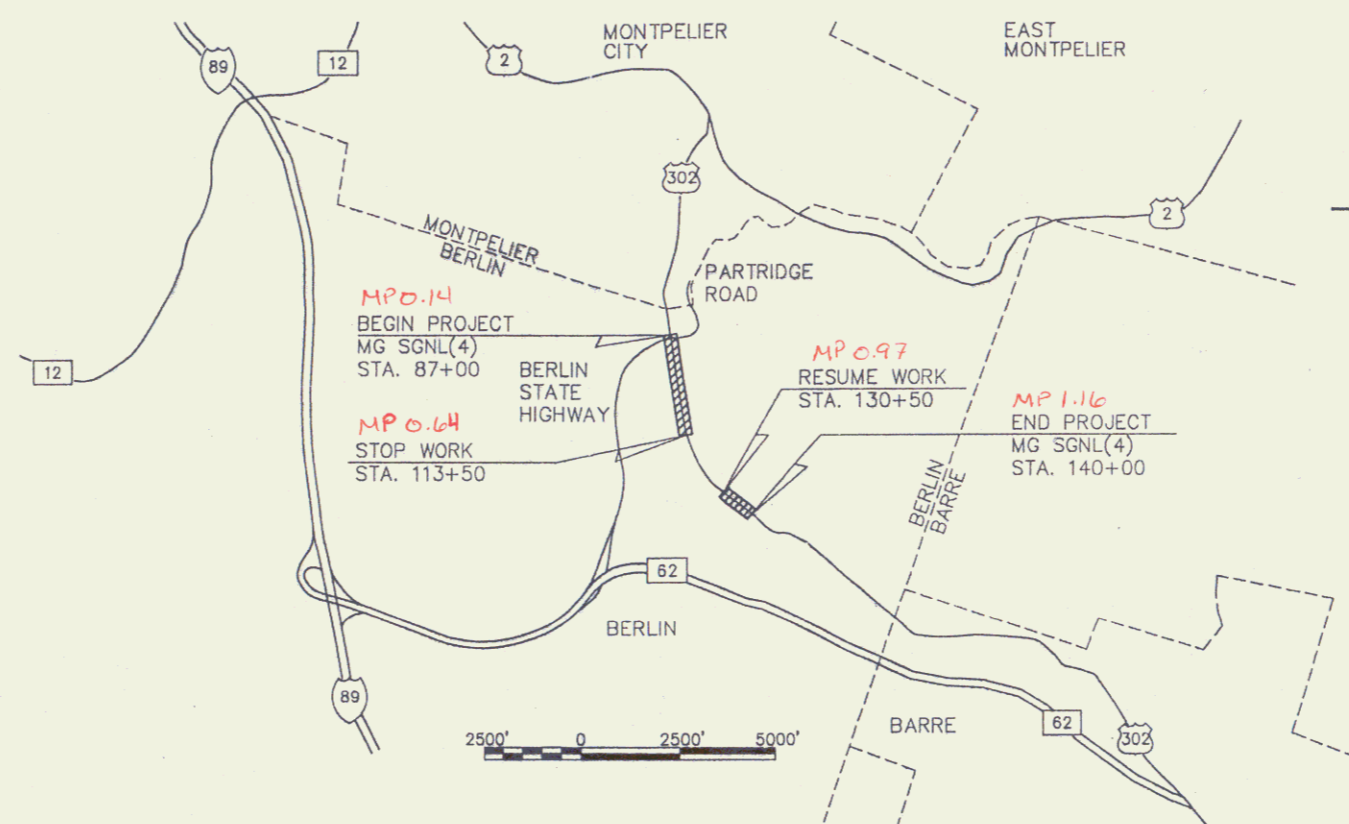 MONTPELIER
CITY
EAST
MONTPELIER
89
12
2
302
2
MONTPELIER
BERLIN
PARTRIDGE
ROAD
MP 0.14
BEGIN PROJECT
MG SGNL(4)
STA. 87+00
BERLIN
STATE
HIGHWAY
MP 0.97
RESUME WORK
STA. 130+50
12
MP 0.64
STOP WORK
STA. 113+50
MP 1.16
END PROJECT
MG SGNL(4)
STA. 140+00
BERLIN
BARRE
62
BERLIN
89
BARRE
62
302
2500' 0 2500' 5000'